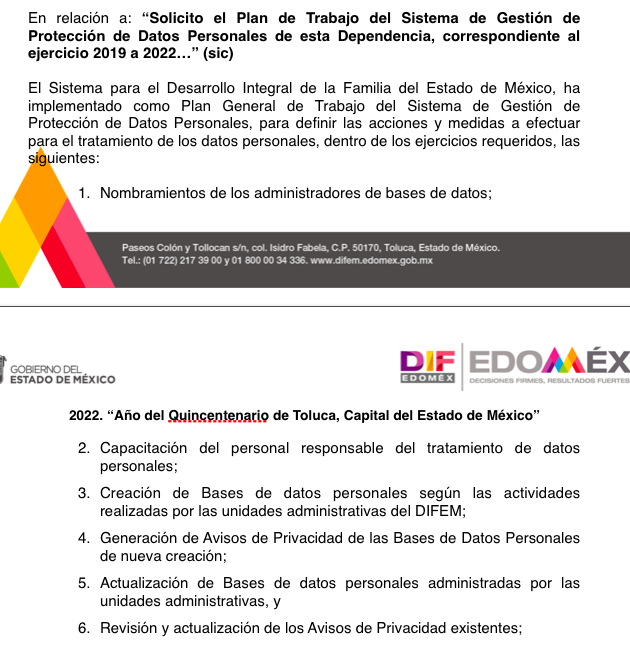 En relación a: “Solicito el Plan de Trabajo del Sistema de Gestión de
Protección de Datos Personales de esta Dependencia, correspondiente al
ejercicio 2019 a 2022…” (sic)
El Sistema para el Desarrollo Integral de la Familia del Estado de México, ha
implementado como Plan General de Trabajo del Sistema de Gestión de
Protección de Datos Personales, para definir las acciones y medidas a efectuar
para el tratamiento de los datos personales, dentro de los ejercicios requeridos, las
siguientes:
1. Nombramientos de los administradores de bases de datos;
Paseos Colón y Tollocan s/n, col. Isidro Fabela, C.P. 50170, Toluca, Estado de México.
Tel.: (01 722) 217 39 00 y 01 800 00 34 336. www.difem.edomex.gob.mx
GOBIERNO DEL
ESTADO DE MÉXICO
DIF
EDOMÉX
EDOMÉX
DECISIONES FIRMES, RESULTADOS FUERTES
2022. “Año del Quincentenario de Toluca, Capital del Estado de México”
2. Capacitación del personal responsable del tratamiento de datos
personales;
3. Creación de Bases de datos personales según las actividades
realizadas por las unidades administrativas del DIFEM;
4. Generación de Avisos de Privacidad de las Bases de Datos Personales
de nueva creación;
5. Actualización de Bases de datos personales administradas por las
unidades administrativas, y
6. Revisión y actualización de los Avisos de Privacidad existentes;